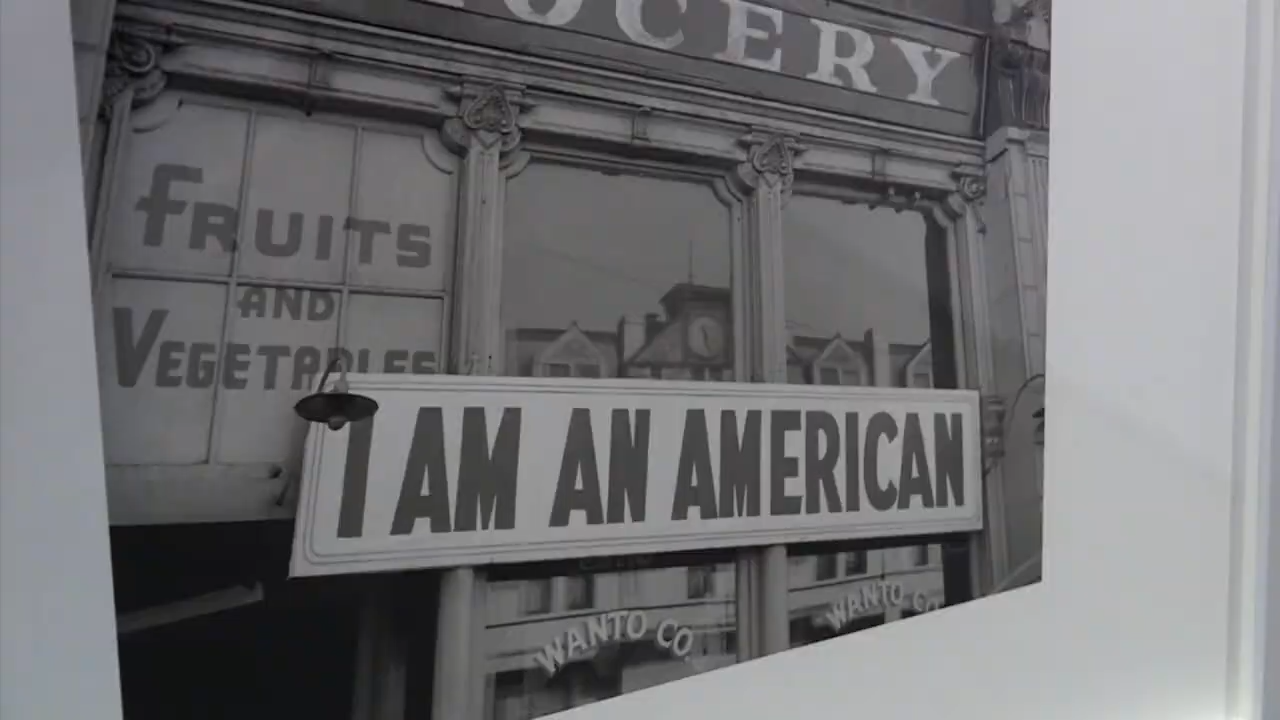 OCERY
FRUITS
AND
VEGETABLES
I AM AN AMERICAN
WANTO CO.
WANTO CO